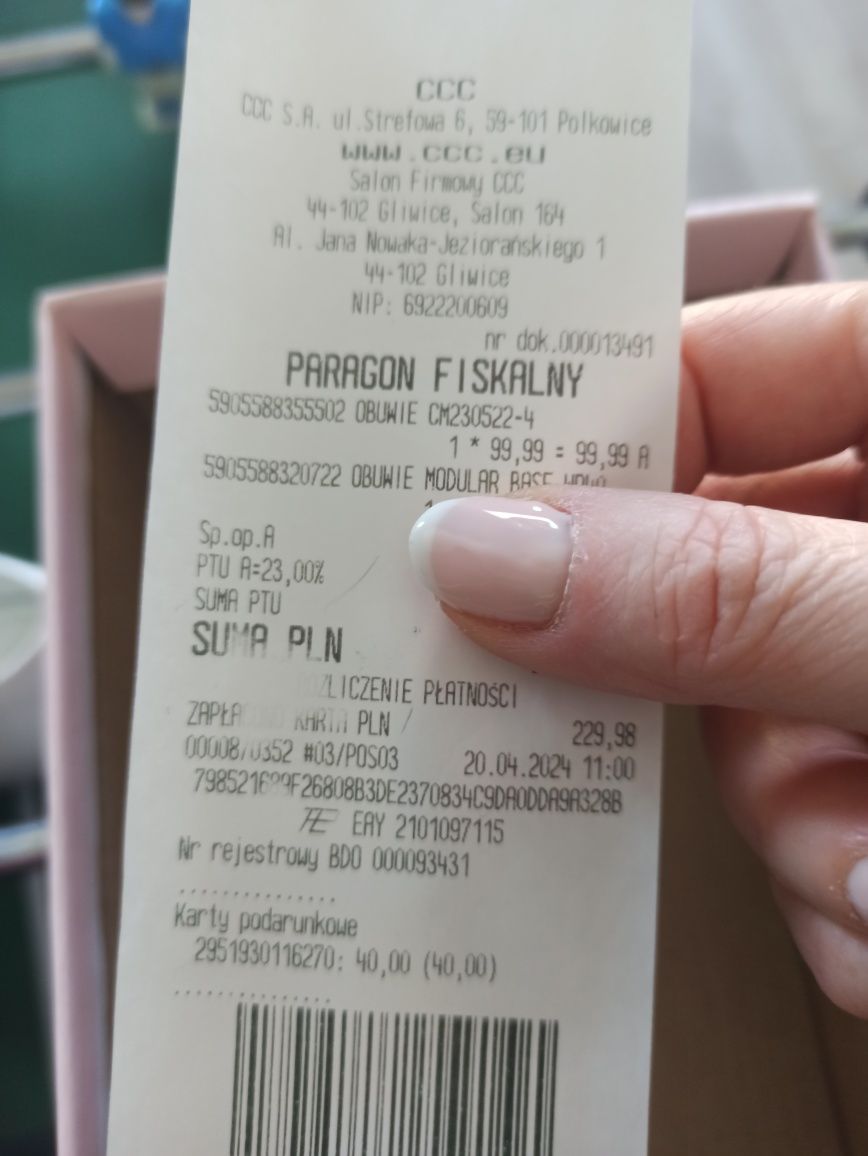 CCC
CCC S.A. ul.Strefowa 6, 59-101 Polkowice
www.ccc.eu
Salon Firmowy CCC
44-102 Gliwice, Salon 164
Al. Jana Nowaka-Jeziorańskiego 1
44-102 Gliwice
NIP: 6922200609
nr dok.000013491
PARAGON FISKALNY
5905588355502 OBUWIE CM230522-4
1 * 99,99 = 99,99 A
5905588320722 OBUWIE MODULAR BASE
Sp.op.A
PTU A=23,00%
SUMA PTU
SUMA PLN
ROZLICZENIE PŁATNOŚCI
ZAPŁACONO KARTA PLN 229,98
#03/POS03 20.04.2024 11:00
EAY 2101097115
Nr rejestrowy BDO 000093431
..............
Karty podarunkowe
2951930116270: 40,00 (40,00)
..............